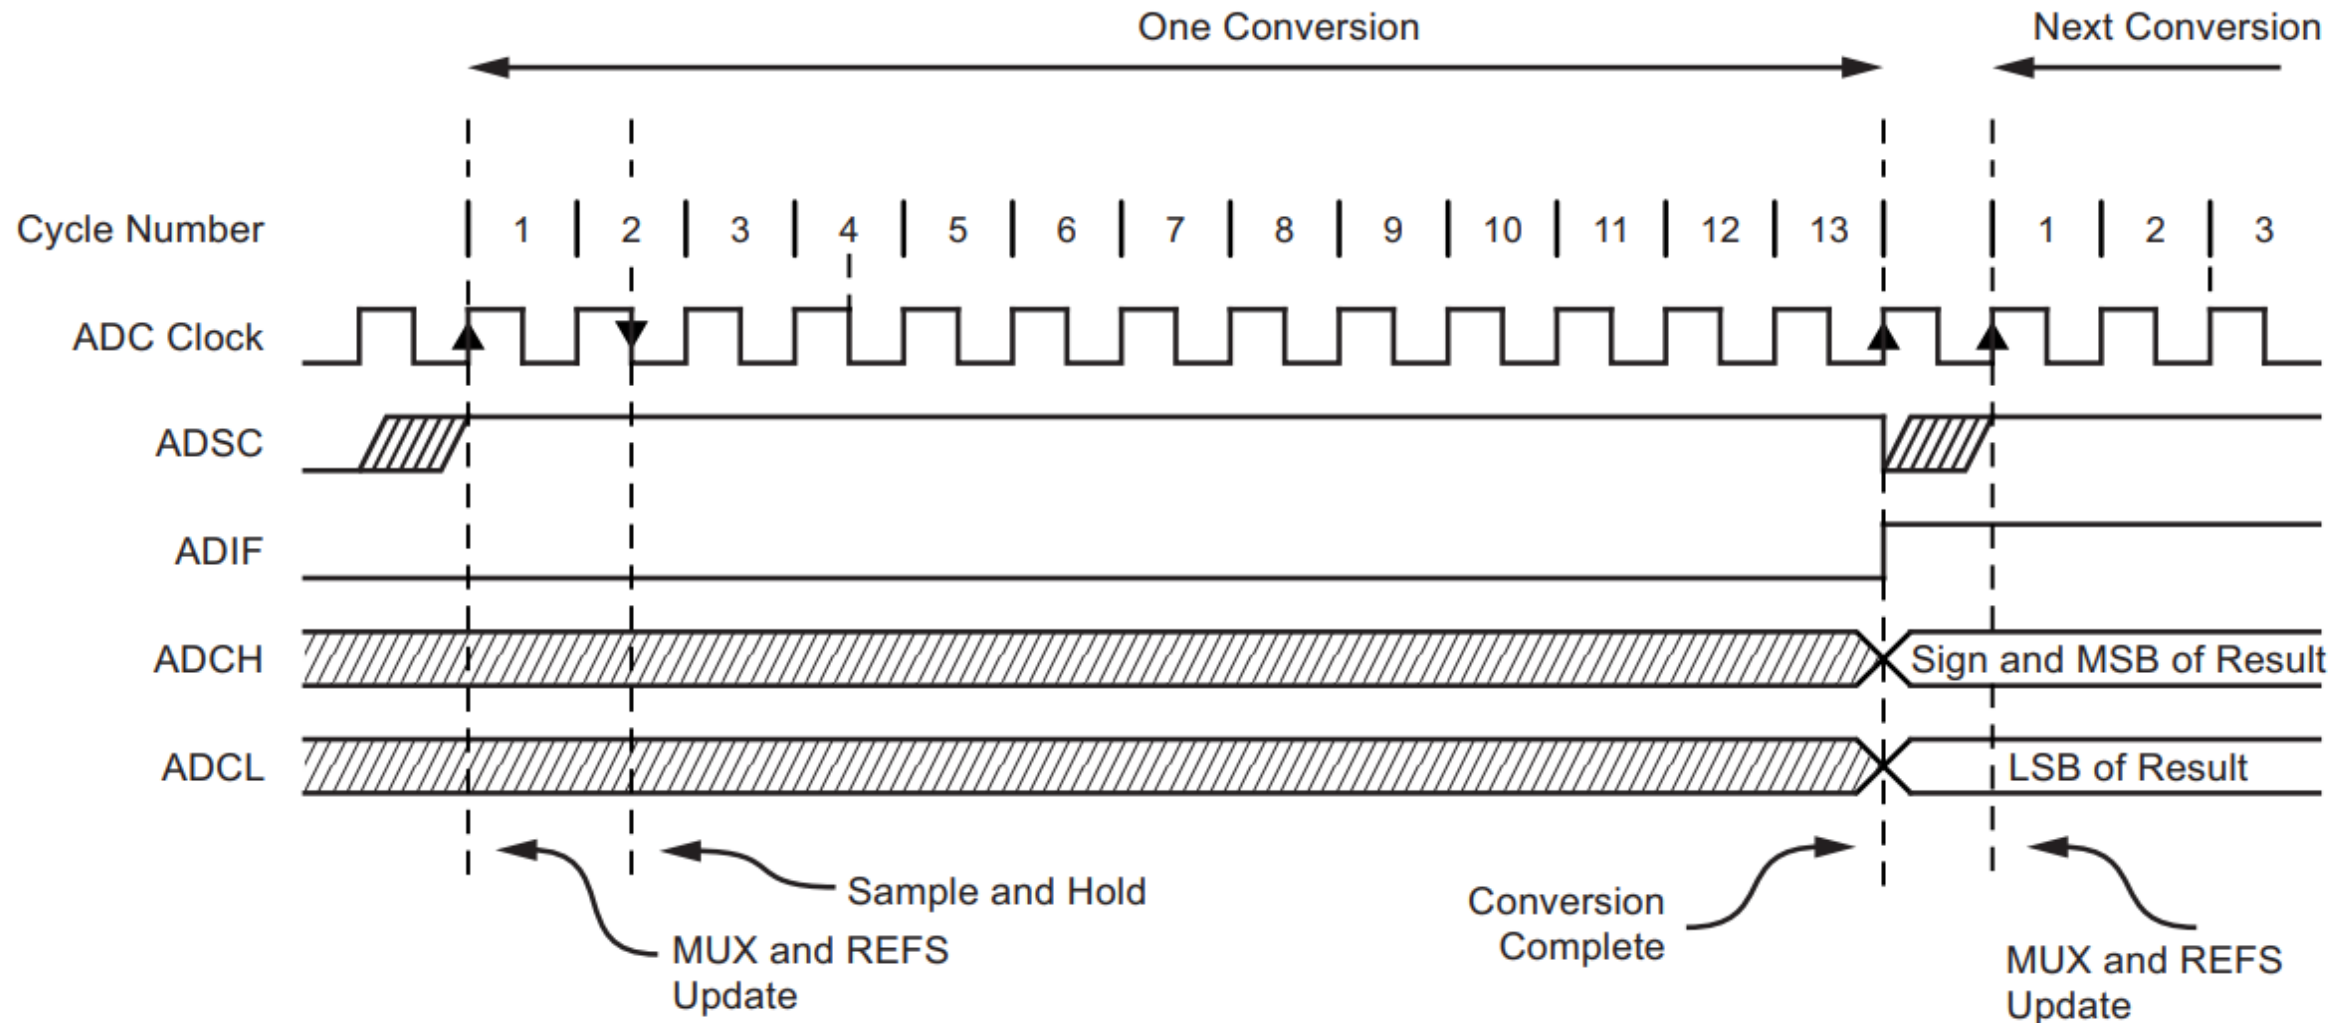 One Conversion
Next Conversion
Cycle Number
1 2 3 4 5 6 7 8 9 10 11 12 13 1 2 3
ADC Clock
ADSC
ADIF
ADCH
Sign and MSB of Result
ADCL
LSB of Result
Sample and Hold
MUX and REFS
Update
Conversion
Complete
MUX and REFS
Update